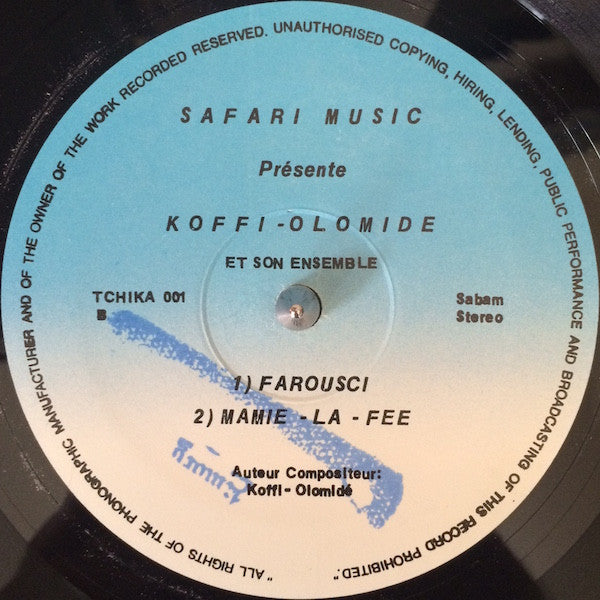 SAFARI MUSIC
Présente
KOFFI-OLOMIDE
ET SON ENSEMBLE
TCHIKA 001
B
Sabam
Stereo
1) FAROUSCI
2) MAMIE - LA - FEE
Auteur Compositeur:
Koffi-Olomidé
"ALL RIGHTS OF THE PHONOGRAPHIC MANUFACTURER AND OF THE OWNER OF THE WORK RECORDED RESERVED. UNAUTHORISED COPYING, HIRING, LENDING, PUBLIC PERFORMANCE AND BROADCASTING OF THIS RECORD PROHIBITED."